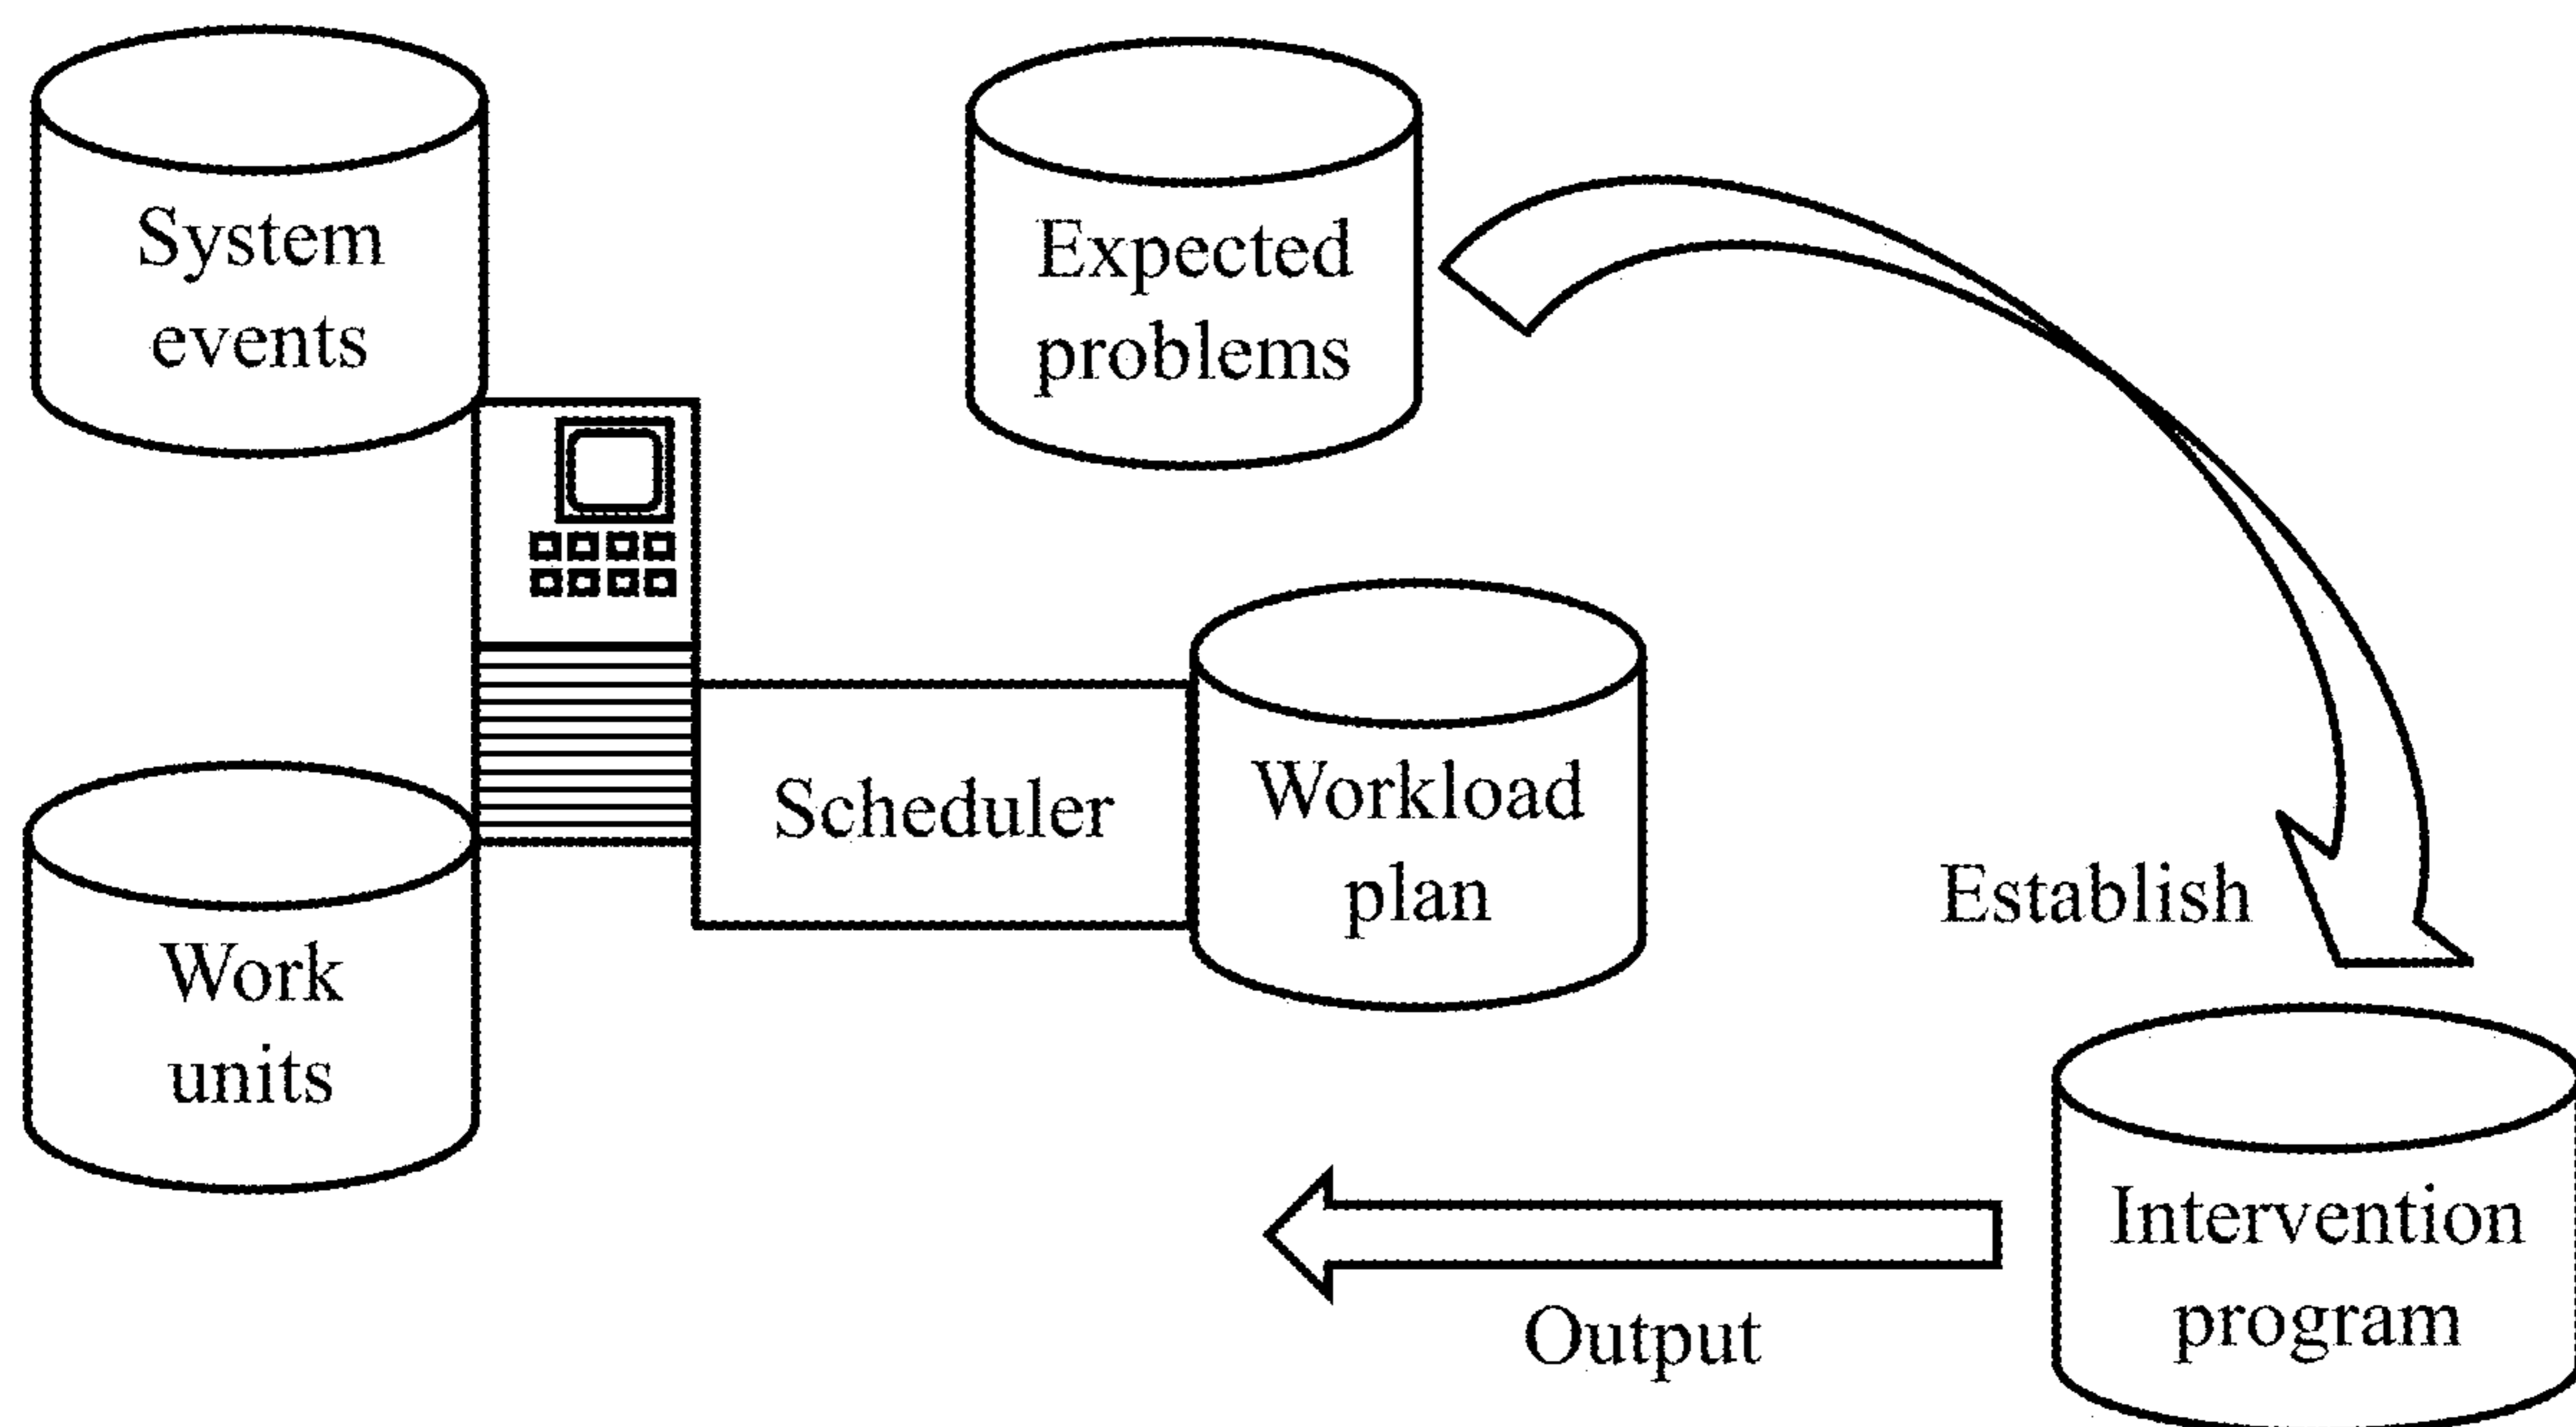 System
events
Expected
problems
Scheduler
Workload
plan
Work
units
Establish
Intervention
program
Output